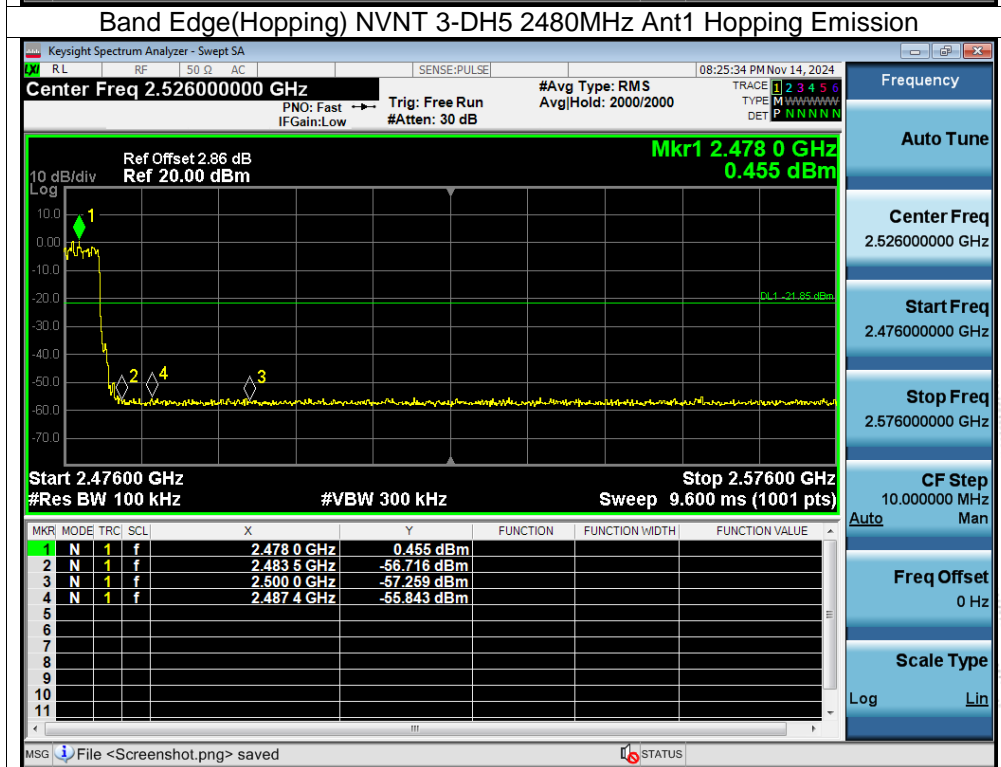 Band Edge(Hopping) NVNT 3-DH5 2480MHz Ant1 Hopping Emission
Keysight Spectrum Analyzer - Swept SA
LXI RL RF 50 Ω AC SENSE:PULSE 08:25:34 PM Nov 14, 2024
Center Freq 2.526000000 GHz #Avg Type: RMS TRACE 1 2 3 4 5 6
PNO: Fast Trig: Free Run Avg|Hold: 2000/2000 TYPE M WWWWW
IFGain:Low #Atten: 30 dB DET P N N N N N
Frequency
Auto Tune
Center Freq
2.526000000 GHz
Start Freq
2.476000000 GHz
Stop Freq
2.576000000 GHz
CF Step
10.000000 MHz
Auto Man
Freq Offset
0 Hz
Scale Type
Log Lin
Ref Offset 2.86 dB Mkr1 2.478 0 GHz
10 dB/div Ref 20.00 dBm 0.455 dBm
Log
10.0
1
0.00
-10.0
-20.0
DL1 -21.85 dBm
-30.0
-40.0
-50.0
2 4 3
-60.0
-70.0
Start 2.47600 GHz Stop 2.57600 GHz
#Res BW 100 kHz #VBW 300 kHz Sweep 9.600 ms (1001 pts)
MKR MODE TRC SCL X Y FUNCTION FUNCTION WIDTH FUNCTION VALUE
1 N 1 f 2.478 0 GHz 0.455 dBm
2 N 1 f 2.483 5 GHz -56.716 dBm
3 N 1 f 2.500 0 GHz -57.259 dBm
4 N 1 f 2.487 4 GHz -55.843 dBm
5
6
7
8
9
10
11
MSG File <Screenshot.png> saved STATUS